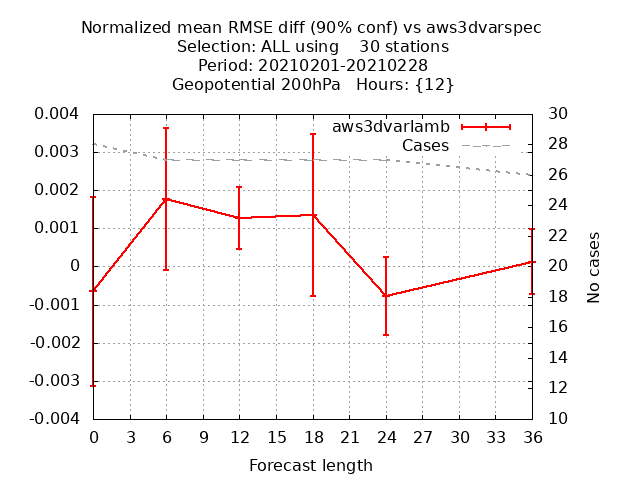 Normalized mean RMSE diff (90% conf) vs aws3dvarspec
Selection: ALL using    30 stations
Period: 20210201-20210228
Geopotential 200hPa   Hours: {12}
aws3dvarlamb
Cases
0.004
0.003
0.002
0.001
0
-0.001
-0.002
-0.003
-0.004
30
28
26
24
22
20
18
16
14
12
10
No cases
0 3 6 9 12 15 18 21 24 27 30 33 36
Forecast length